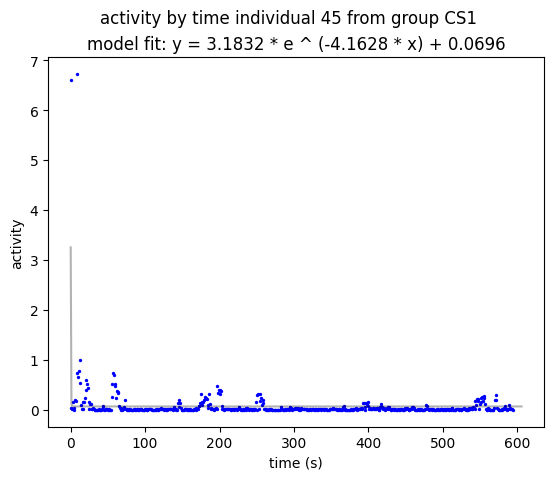 activity by time individual 45 from group CS1
model fit: y = 3.1832 * e ^ (-4.1628 * x) + 0.0696
7
6
5
4
3
2
1
0
activity
0 100 200 300 400 500 600
time (s)